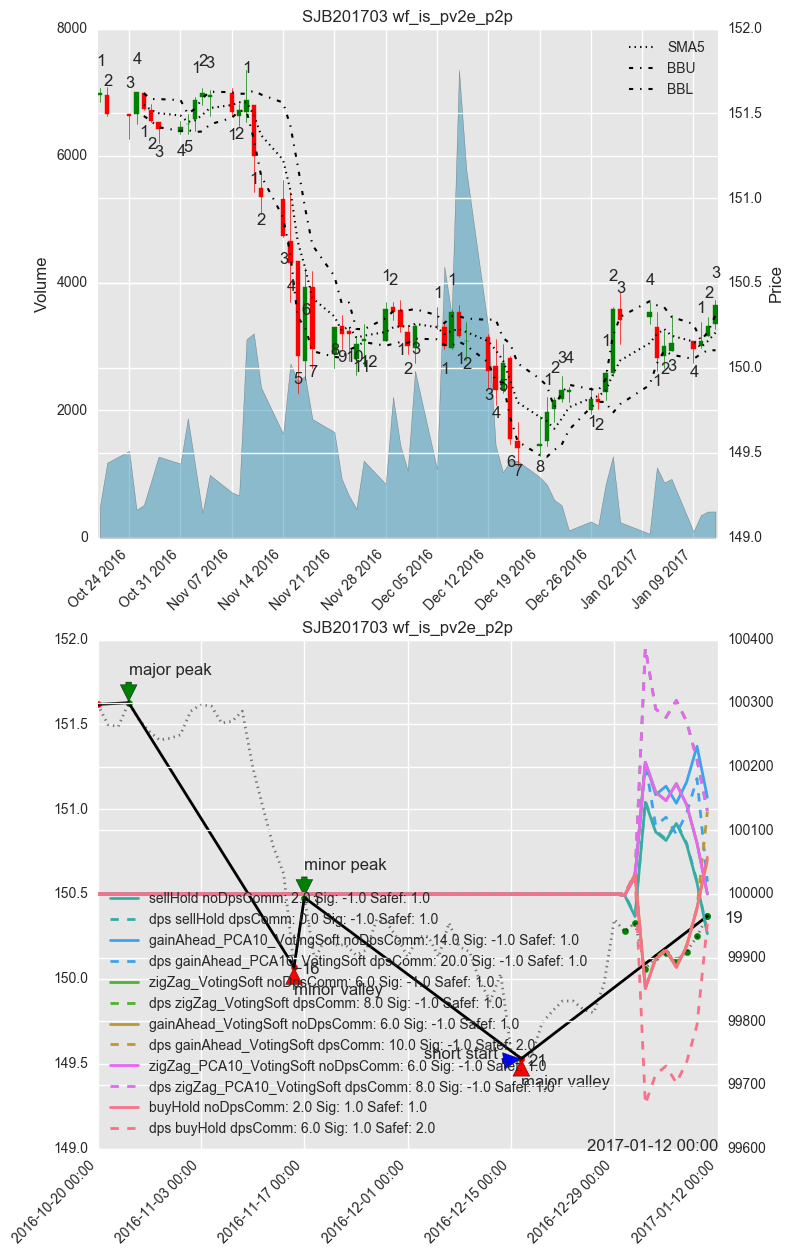 SJB201703 wf_is_pv2e_p2p
8000
6000
4000
2000
0
Volume
152.0
151.5
151.0
150.5
150.0
149.5
149.0
Price
SMA5
BBU
BBL
Oct 24 2016
Oct 31 2016
Nov 07 2016
Nov 14 2016
Nov 21 2016
Nov 28 2016
Dec 05 2016
Dec 12 2016
Dec 19 2016
Dec 26 2016
Jan 02 2017
Jan 09 2017
SJB201703 wf_is_pv2e_p2p
152.0
151.5
151.0
150.5
150.0
149.5
149.0
100400
100300
100200
100100
100000
99900
99800
99700
99600
major peak
minor peak
16
minor valley
short start
21
major valley
19
sellHold noDpsComm: 2.0 Sig: -1.0 Safef: 1.0
dps sellHold dpsComm: 0.0 Sig: -1.0 Safef: 1.0
gainAhead_PCA10_VotingSoft noDpsComm: 14.0 Sig: -1.0 Safef: 1.0
dps gainAhead_PCA10_VotingSoft dpsComm: 20.0 Sig: -1.0 Safef: 1.0
zigZag_VotingSoft noDpsComm: 6.0 Sig: -1.0 Safef: 1.0
dps zigZag_VotingSoft dpsComm: 8.0 Sig: -1.0 Safef: 1.0
gainAhead_VotingSoft noDpsComm: 6.0 Sig: -1.0 Safef: 1.0
dps gainAhead_VotingSoft dpsComm: 10.0 Sig: -1.0 Safef: 2.0
zigZag_PCA10_VotingSoft noDpsComm: 6.0 Sig: -1.0 Safef: 1.0
dps zigZag_PCA10_VotingSoft dpsComm: 8.0 Sig: -1.0 Safef: 1.0
buyHold noDpsComm: 2.0 Sig: 1.0 Safef: 1.0
dps buyHold dpsComm: 6.0 Sig: 1.0 Safef: 2.0
2017-01-12 00:00
2016-10-20 00:00
2016-11-03 00:00
2016-11-17 00:00
2016-12-01 00:00
2016-12-15 00:00
2016-12-29 00:00
2017-01-12 00:00